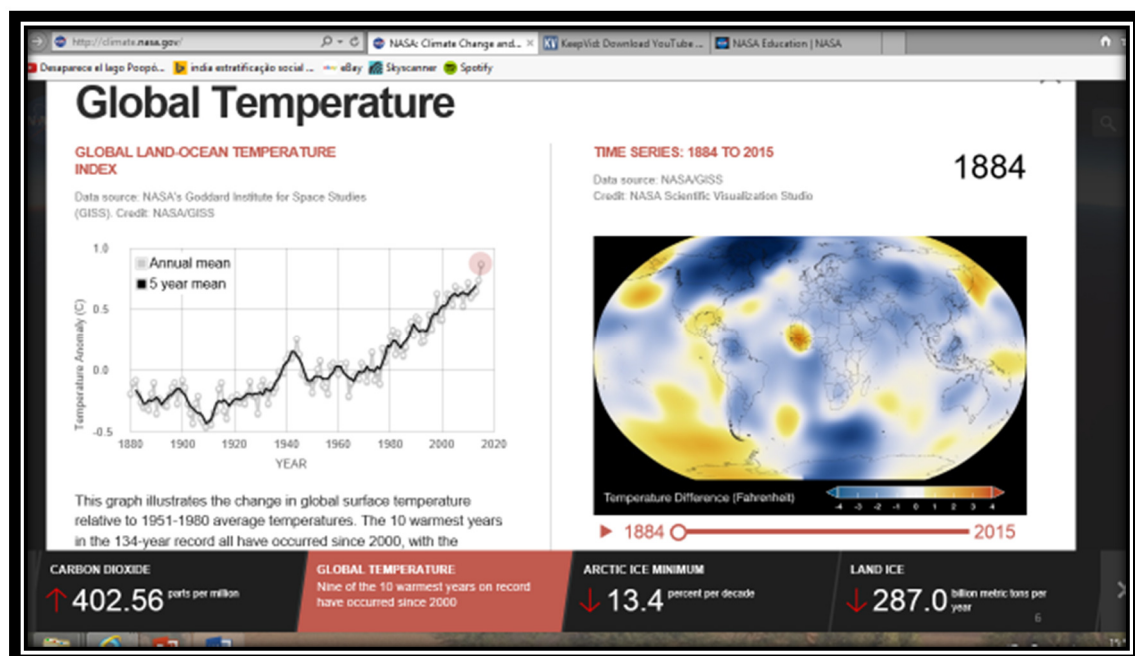 http://climate.nasa.gov/
NASA: Climate Change and...
KeepVid: Download YouTube ...
NASA Education | NASA
Desaparece el lago Poopó...
india estratificação social ...
eBay
Skyscanner
Spotify
Global Temperature
GLOBAL LAND-OCEAN TEMPERATURE
INDEX
Data source: NASA's Goddard Institute for Space Studies
(GISS). Credit: NASA/GISS
1.0
0.5
0.0
-0.5
Temperature Anomaly (C)
Annual mean
5 year mean
1880 1900 1920 1940 1960 1980 2000 2020
YEAR
This graph illustrates the change in global surface temperature
relative to 1951-1980 average temperatures. The 10 warmest years
in the 134-year record all have occurred since 2000, with the
TIME SERIES: 1884 TO 2015
Data source: NASA/GISS
Credit: NASA Scientific Visualization Studio
1884
Temperature Difference (Fahrenheit)
-4 -3 -2 -1 0 1 2 3 4
1884
2015
CARBON DIOXIDE
402.56 parts per million
GLOBAL TEMPERATURE
Nine of the 10 warmest years on record
have occurred since 2000
ARCTIC ICE MINIMUM
13.4 percent per decade
LAND ICE
287.0 billion metric tons per
year
6